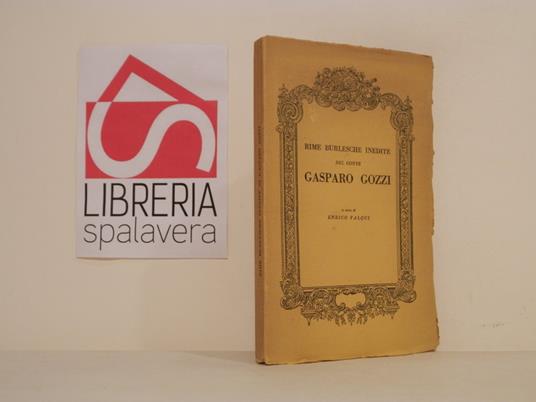 LIBRERIA
spalavera
RIME BURLESCHE INEDITE
DEL CONTE
GASPARO GOZZI
a cura di
ENRICO FALQUI